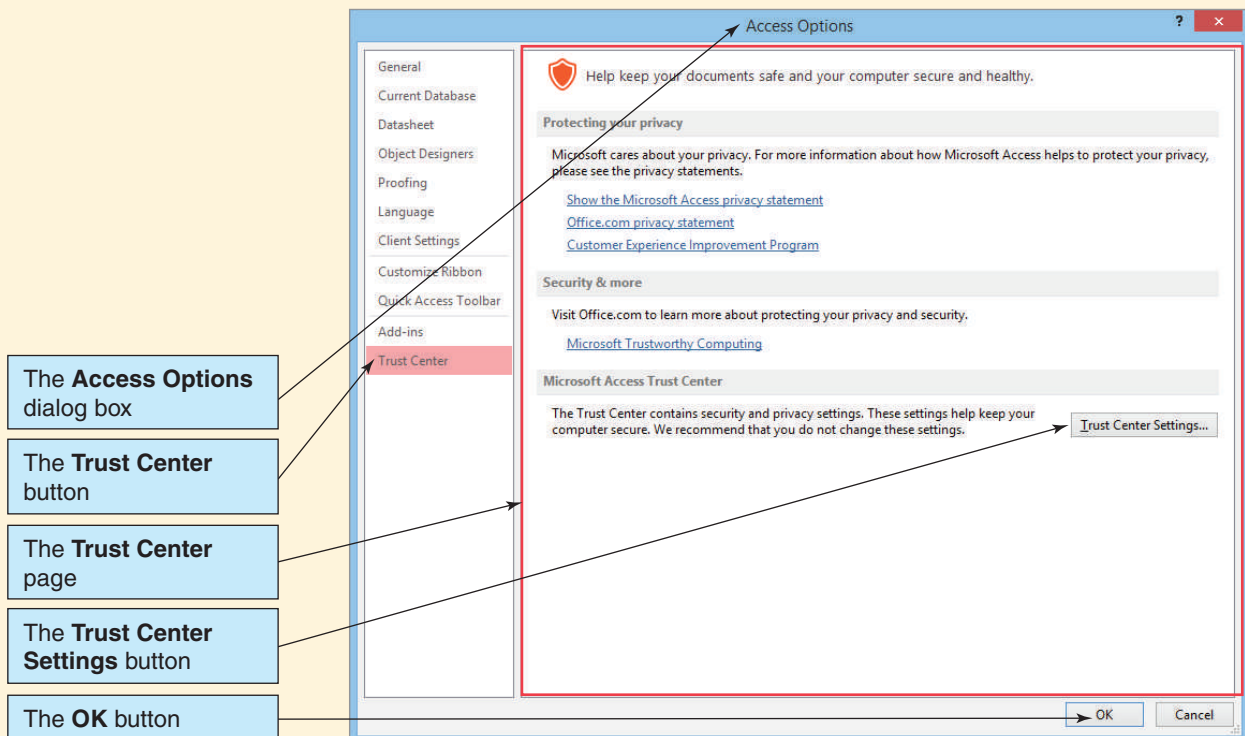 Access Options
?
×
General
Current Database
Datasheet
Object Designers
Proofing
Language
Client Settings
Customize Ribbon
Quick Access Toolbar
Add-ins
Trust Center
Help keep your documents safe and your computer secure and healthy.
Protecting your privacy
Microsoft cares about your privacy. For more information about how Microsoft Access helps to protect your privacy,
please see the privacy statements.
Show the Microsoft Access privacy statement
Office.com privacy statement
Customer Experience Improvement Program
Security & more
Visit Office.com to learn more about protecting your privacy and security.
Microsoft Trustworthy Computing
Microsoft Access Trust Center
The Trust Center contains security and privacy settings. These settings help keep your
computer secure. We recommend that you do not change these settings.
Trust Center Settings...
OK
Cancel
The Access Options
dialog box
The Trust Center
button
The Trust Center
page
The Trust Center
Settings button
The OK button